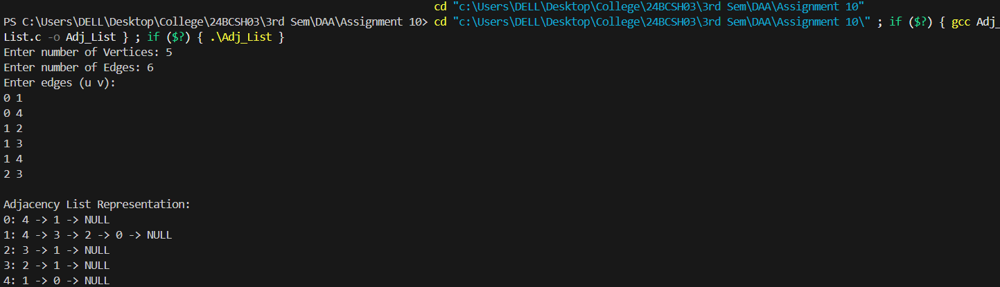 cd "c:\Users\DELL\Desktop\College\24BCSH03\3rd Sem\DAA\Assignment 10"
PS C:\Users\DELL\Desktop\College\24BCSH03\3rd Sem\DAA\Assignment 10> cd "c:\Users\DELL\Desktop\College\24BCSH03\3rd Sem\DAA\Assignment 10\" ; if ($?) { gcc Adj_
List.c -o Adj_List } ; if ($?) { .\Adj_List }
Enter number of Vertices: 5
Enter number of Edges: 6
Enter edges (u v):
0 1
0 4
1 2
1 3
1 4
2 3
Adjacency List Representation:
0: 4 -> 1 -> NULL
1: 4 -> 3 -> 2 -> 0 -> NULL
2: 3 -> 1 -> NULL
3: 2 -> 1 -> NULL
4: 1 -> 0 -> NULL